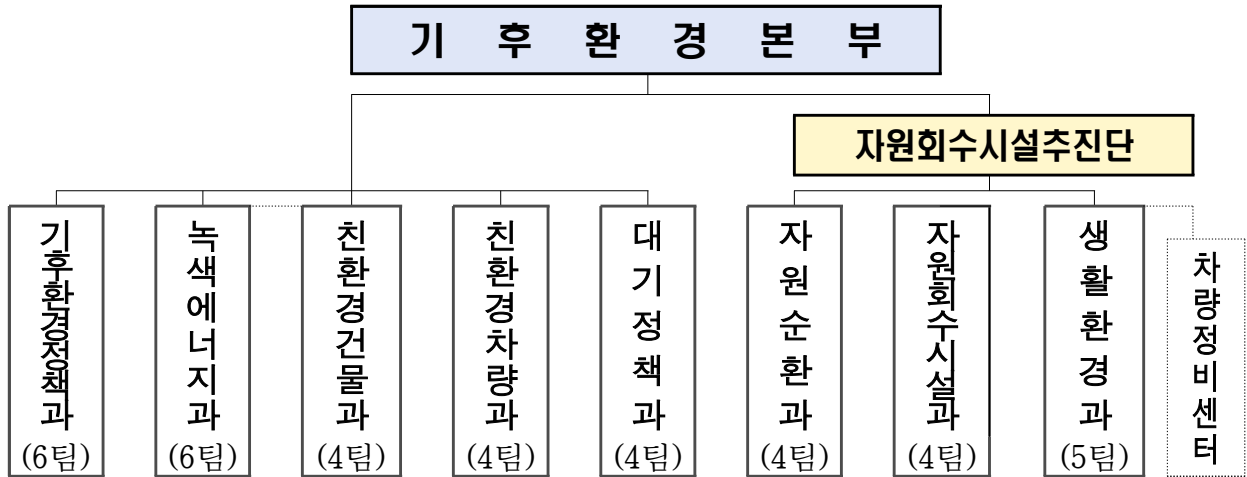 기후환경본부
자원회수시설추진단
기후환경정책과
(6팀)
녹색에너지과
(6팀)
친환경건물과
(4팀)
친환경차량과
(4팀)
대기정책과
(4팀)
자원순환과
(4팀)
자원회수시설과
(4팀)
생활환경과
(5팀)
차량정비센터